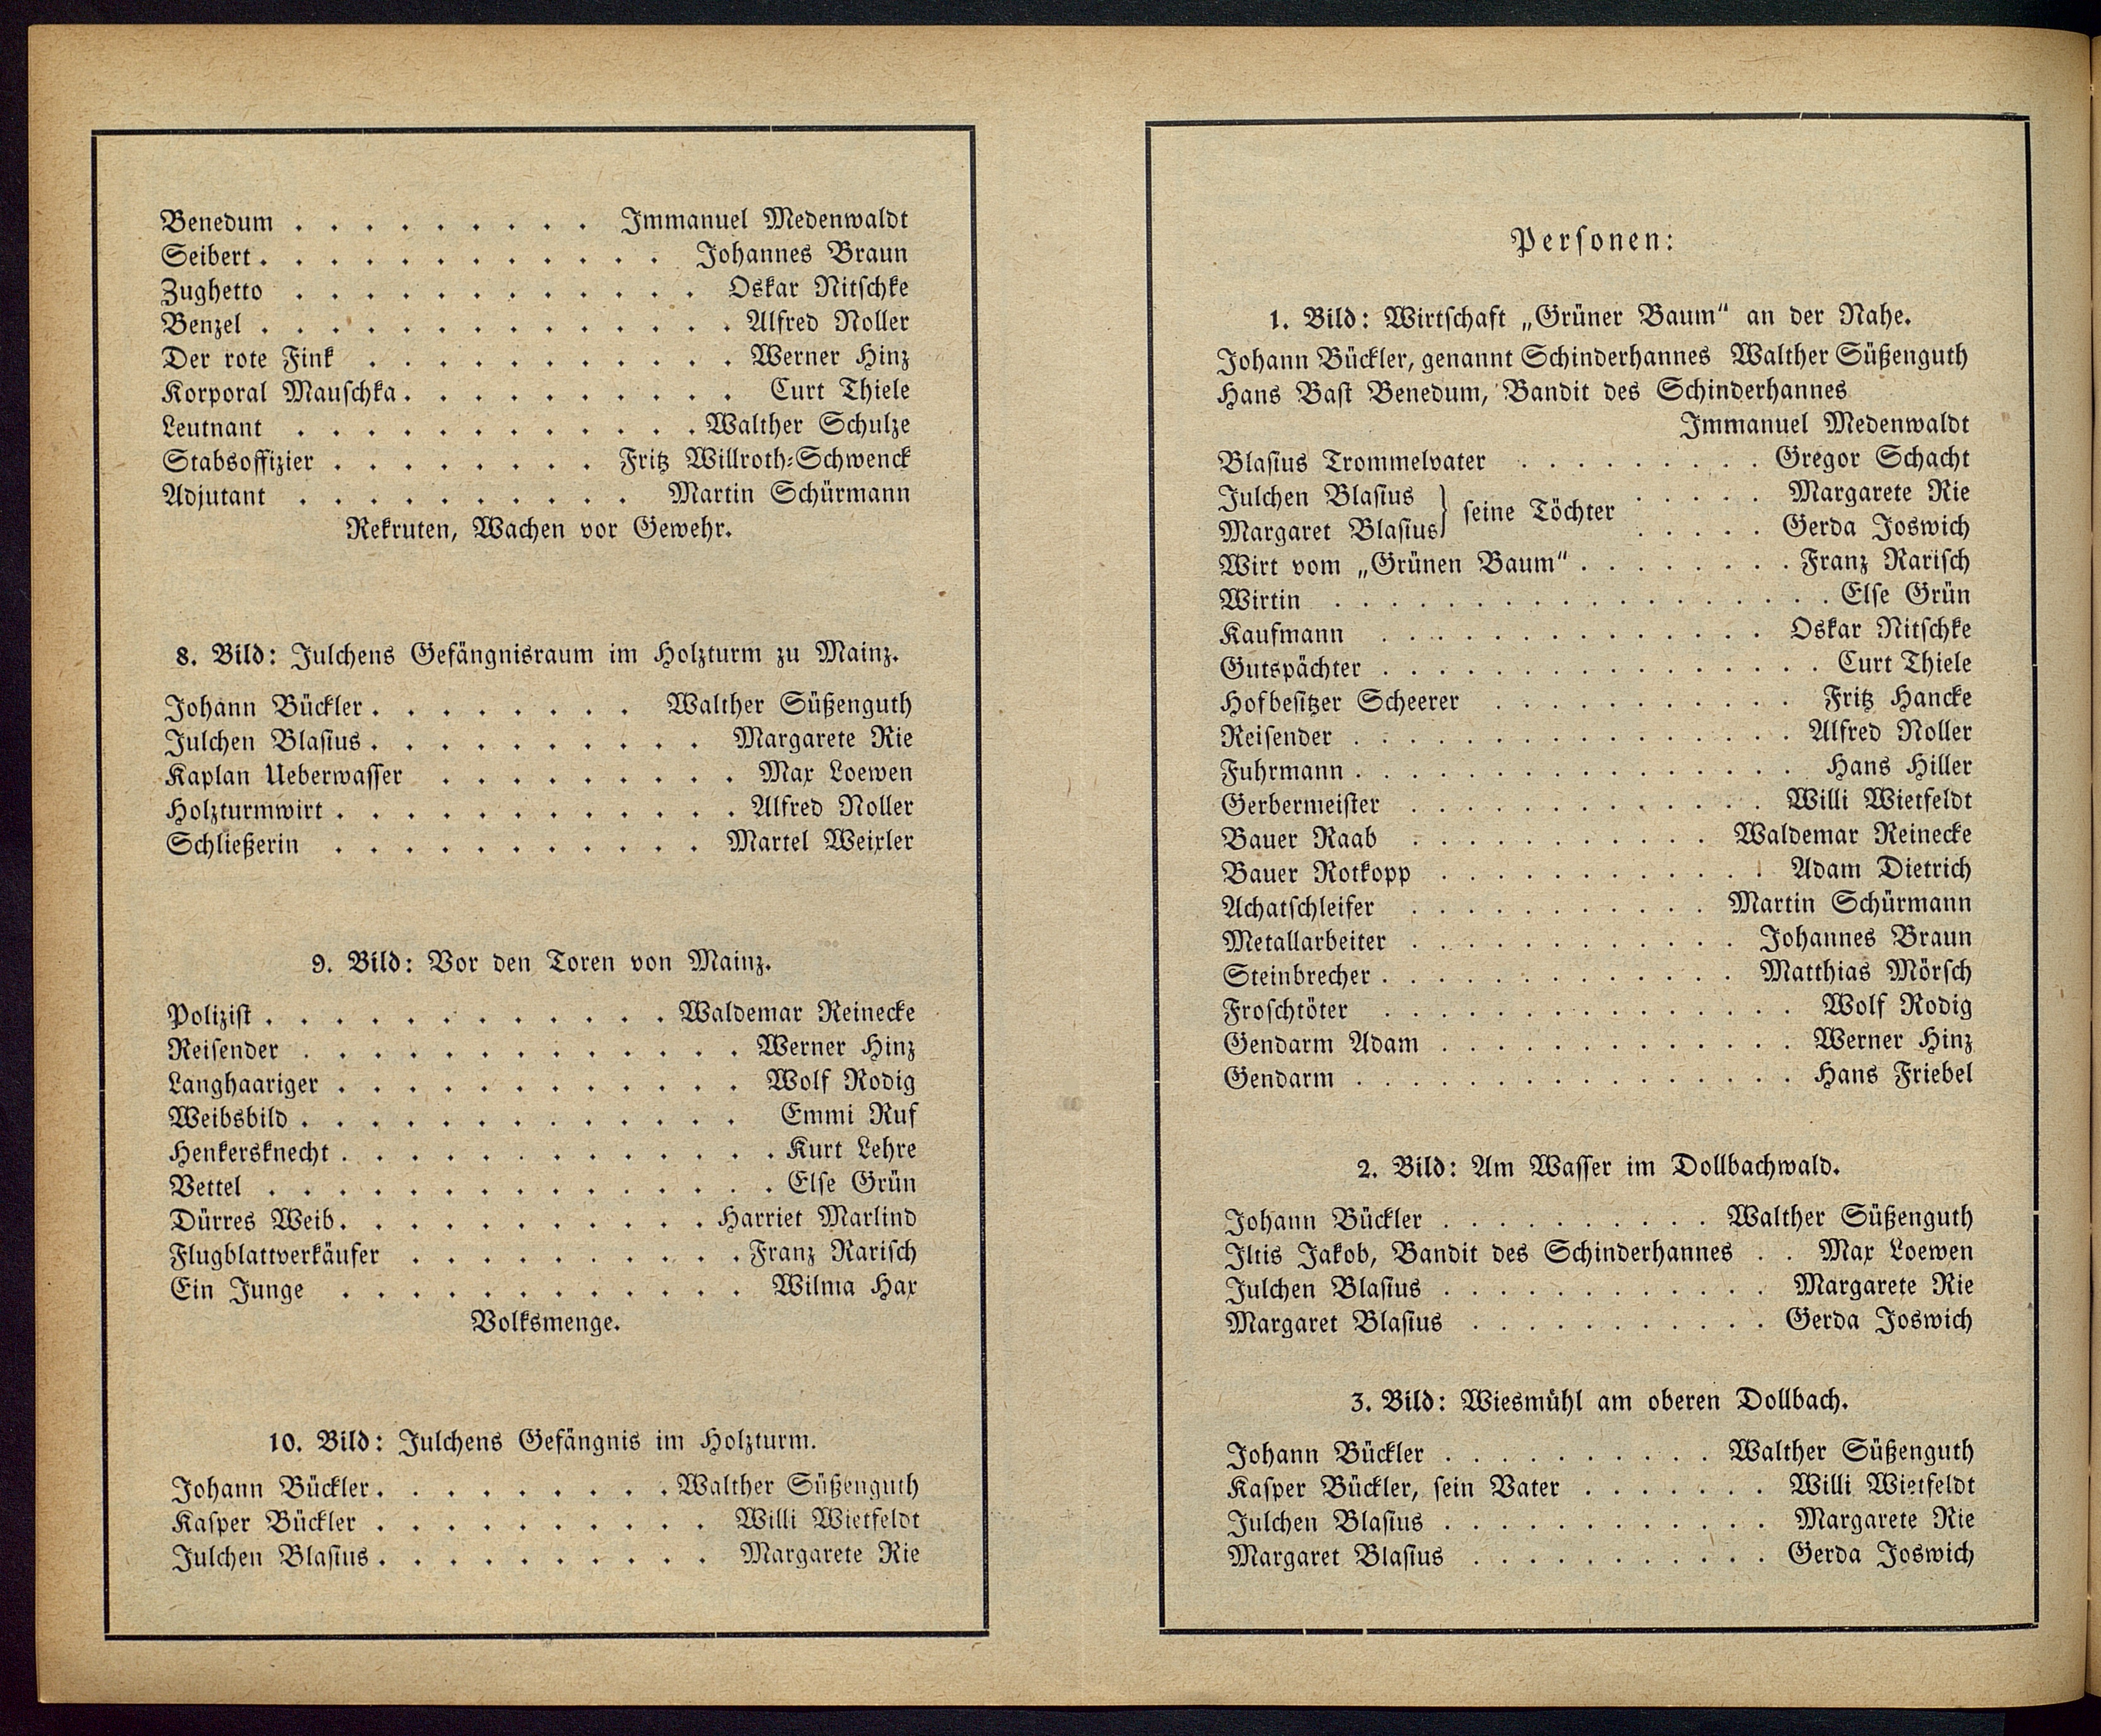 Benedum . . . . . . . . . Immanuel Medenwaldt
Seibert . . . . . . . . . . . . Johannes Braun
Zughetto . . . . . . . . . . . . Oskar Nitschke
Benzel . . . . . . . . . . . . . . Alfred Noller
Der rote Fink . . . . . . . . . . . Werner Hinz
Korporal Mauschka . . . . . . . . . . Curt Thiele
Leutnant . . . . . . . . . . . . Walther Schulze
Stabsoffizier . . . . . . . . Fritz Willroth-Schwenck
Adjutant . . . . . . . . . . Martin Schürmann
Rekruten, Wachen vor Gewehr.
8. Bild: Julchens Gefängnisraum im Holzturm zu Mainz.
Johann Bückler . . . . . . . . Walther Süßenguth
Julchen Blasius . . . . . . . . . . Margarete Rie
Kaplan Ueberwasser . . . . . . . . . Max Loewen
Holzturmwirt . . . . . . . . . . . . Alfred Noller
Schließerin . . . . . . . . . . . Martel Weixler
9. Bild: Vor den Toren von Mainz.
Polizist . . . . . . . . . . . . Waldemar Reinecke
Reisender . . . . . . . . . . . . . Werner Hinz
Langhaariger . . . . . . . . . . . . Wolf Rodig
Weibsbild . . . . . . . . . . . . . Emmi Ruf
Henkersknecht . . . . . . . . . . . . . Kurt Lehre
Vettel . . . . . . . . . . . . . . . Else Grün
Dürres Weib . . . . . . . . . . . Harriet Marlind
Flugblattverkäufer . . . . . . . . . . Franz Rarisch
Ein Junge . . . . . . . . . . . . Wilma Hax
Volksmenge.
10. Bild: Julchens Gefängnis im Holzturm.
Johann Bückler . . . . . . . . . Walther Süßenguth
Kasper Bückler . . . . . . . . . . Willi Wietfeldt
Julchen Blasius . . . . . . . . . . Margarete Rie
Personen:
1. Bild: Wirtschaft „Grüner Baum“ an der Nahe.
Johann Bückler, genannt Schinderhannes Walther Süßenguth
Hans Bast Benedum, Bandit des Schinderhannes
Immanuel Medenwaldt
Blasius Trommelvater . . . . . . . Gregor Schacht
Julchen Blasius } seine Töchter . . . . Margarete Rie
Margaret Blasius } . . . . Gerda Joswich
Wirt vom „Grünen Baum“ . . . . . . Franz Rarisch
Wirtin . . . . . . . . . . . . . . . Else Grün
Kaufmann . . . . . . . . . . . Oskar Nitschke
Gutspächter . . . . . . . . . . . . . Curt Thiele
Hofbesitzer Scheerer . . . . . . . . . Fritz Hancke
Reisender . . . . . . . . . . . . . Alfred Noller
Fuhrmann . . . . . . . . . . . . . Hans Hiller
Gerbermeister . . . . . . . . . . Willi Wietfeldt
Bauer Raab . . . . . . . . . Waldemar Reinecke
Bauer Rotkopp . . . . . . . . . . Adam Dietrich
Achatschleifer . . . . . . . . . Martin Schürmann
Metallarbeiter . . . . . . . . . . Johannes Braun
Steinbrecher . . . . . . . . . . . Matthias Mörsch
Froschtöter . . . . . . . . . . . . Wolf Rodig
Gendarm Adam . . . . . . . . . . . Werner Hinz
Gendarm . . . . . . . . . . . . . Hans Friebel
2. Bild: Am Wasser im Dollbachwald.
Johann Bückler . . . . . . . . Walther Süßenguth
Iltis Jakob, Bandit des Schinderhannes . . Max Loewen
Julchen Blasius . . . . . . . . . . Margarete Rie
Margaret Blasius . . . . . . . . . Gerda Joswich
3. Bild: Wiesmühl am oberen Dollbach.
Johann Bückler . . . . . . . . Walther Süßenguth
Kasper Bückler, sein Vater . . . . . . Willi Wietfeldt
Julchen Blasius . . . . . . . . . . Margarete Rie
Margaret Blasius . . . . . . . . . Gerda Joswich